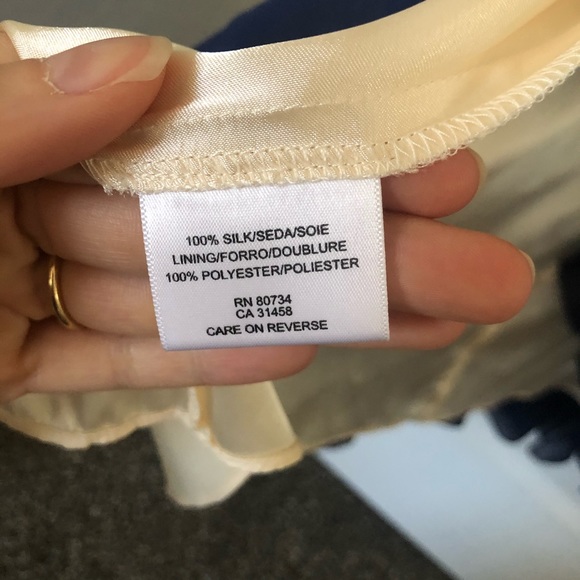 100% SILK/SEDA/SOIE
LINING/FORRO/DOUBLURE
100% POLYESTER/POLIESTER
RN 80734
CA 31458
CARE ON REVERSE